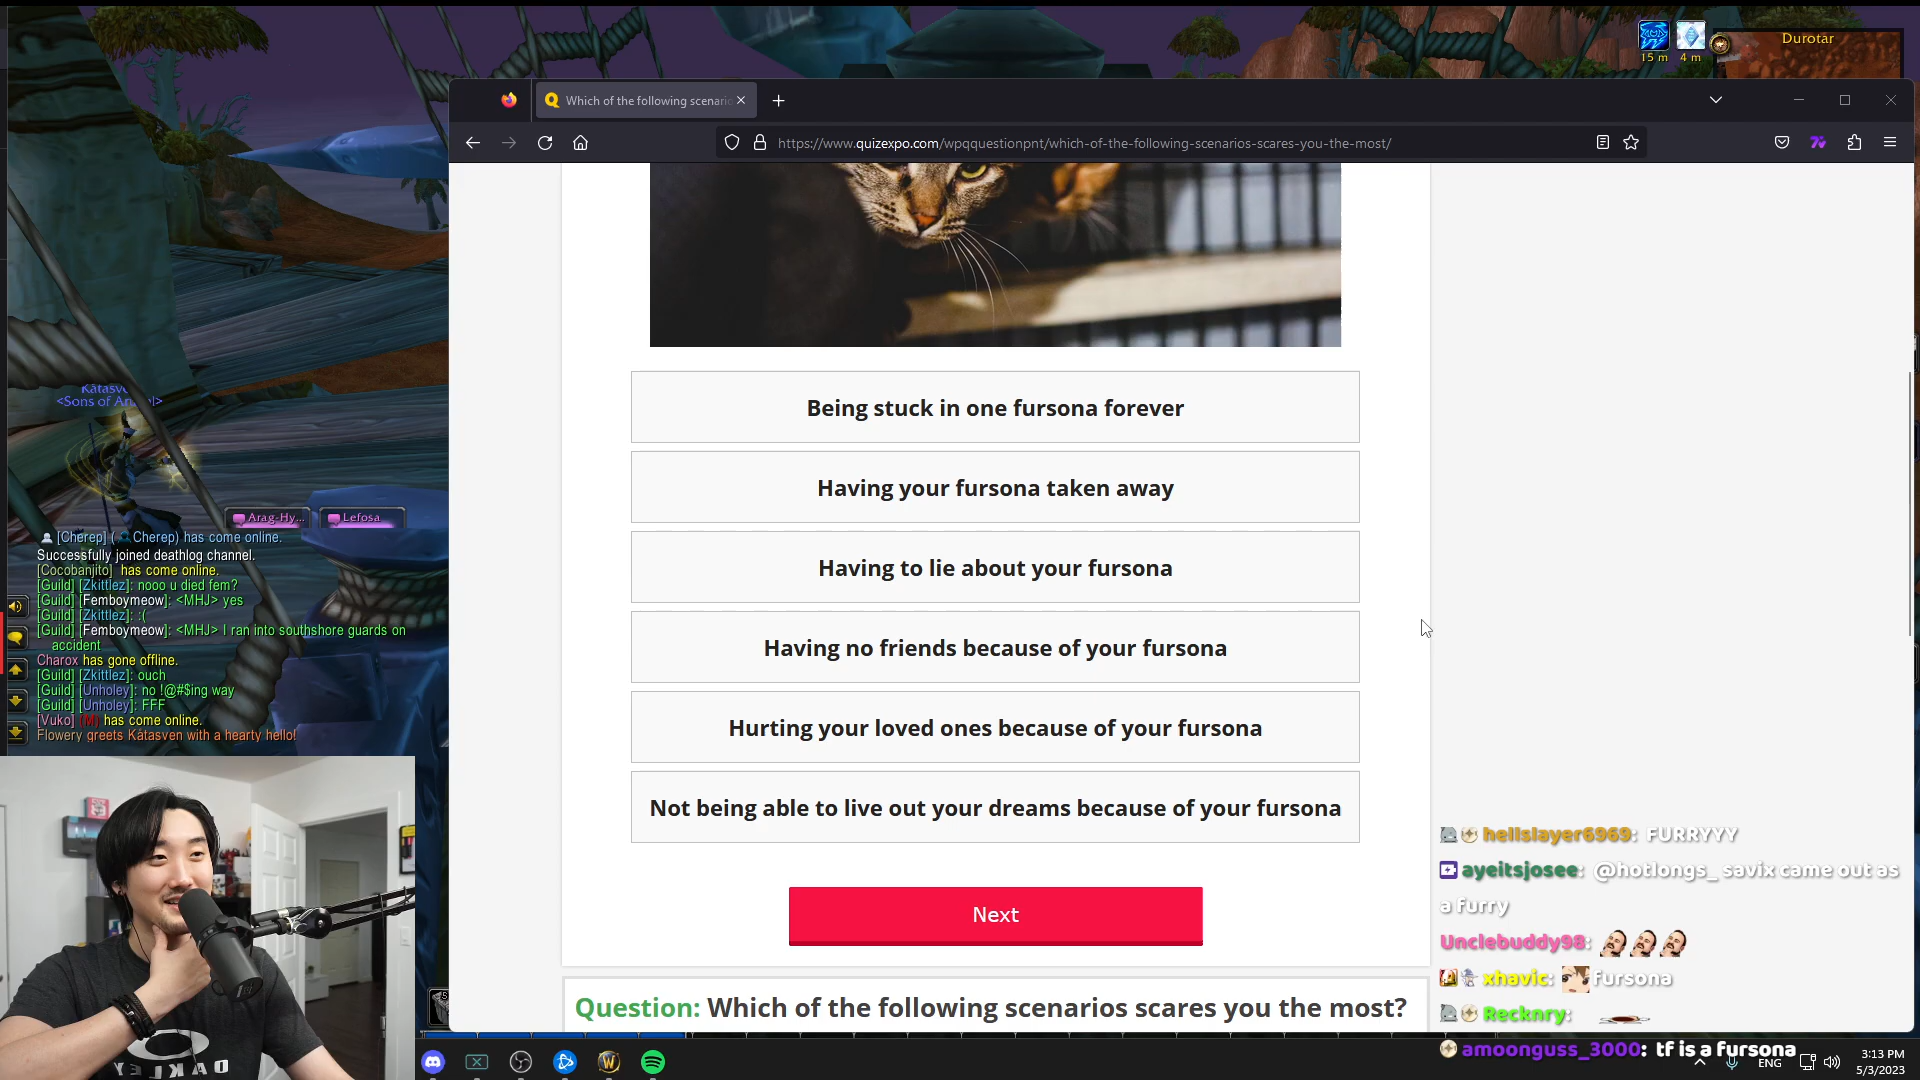 15 m
4 m
Durotar
Which of the following scenario
https://www.quizexpo.com/wpqquestionpnt/which-of-the-following-scenarios-scares-you-the-most/
Being stuck in one fursona forever
Having your fursona taken away
Having to lie about your fursona
Having no friends because of your fursona
Hurting your loved ones because of your fursona
Not being able to live out your dreams because of your fursona
Next
Question: Which of the following scenarios scares you the most?
Arag-Hy...
Lefosa
[Cherep] (Cherep) has come online.
Successfully joined deathlog channel.
[Cocobanjito] has come online.
[Guild] [Zkittlez]: nooo u died fem?
[Guild] [Femboymeow]: <MHJ> yes
[Guild] [Zkittlez]: :(
[Guild] [Femboymeow]: <MHJ> I ran into southshore guards on
accident
Charox has gone offline.
[Guild] [Zkittlez]: ouch
[Guild] [Unholey]: no !@#$ing way
[Guild] [Unholey]: FFF
[Vuko] (M) has come online.
Flowery greets Kátasven with a hearty hello!
hellslayer6969: FURRYYY
ayeitsjosee: @hotlongs_ savix came out as
a furry
Unclebuddy98:
xhavic: Fursona
Recknry:
amoonguss_3000: tf is a fursona
OAKLEY
ENG
3:13 PM
5/3/2023